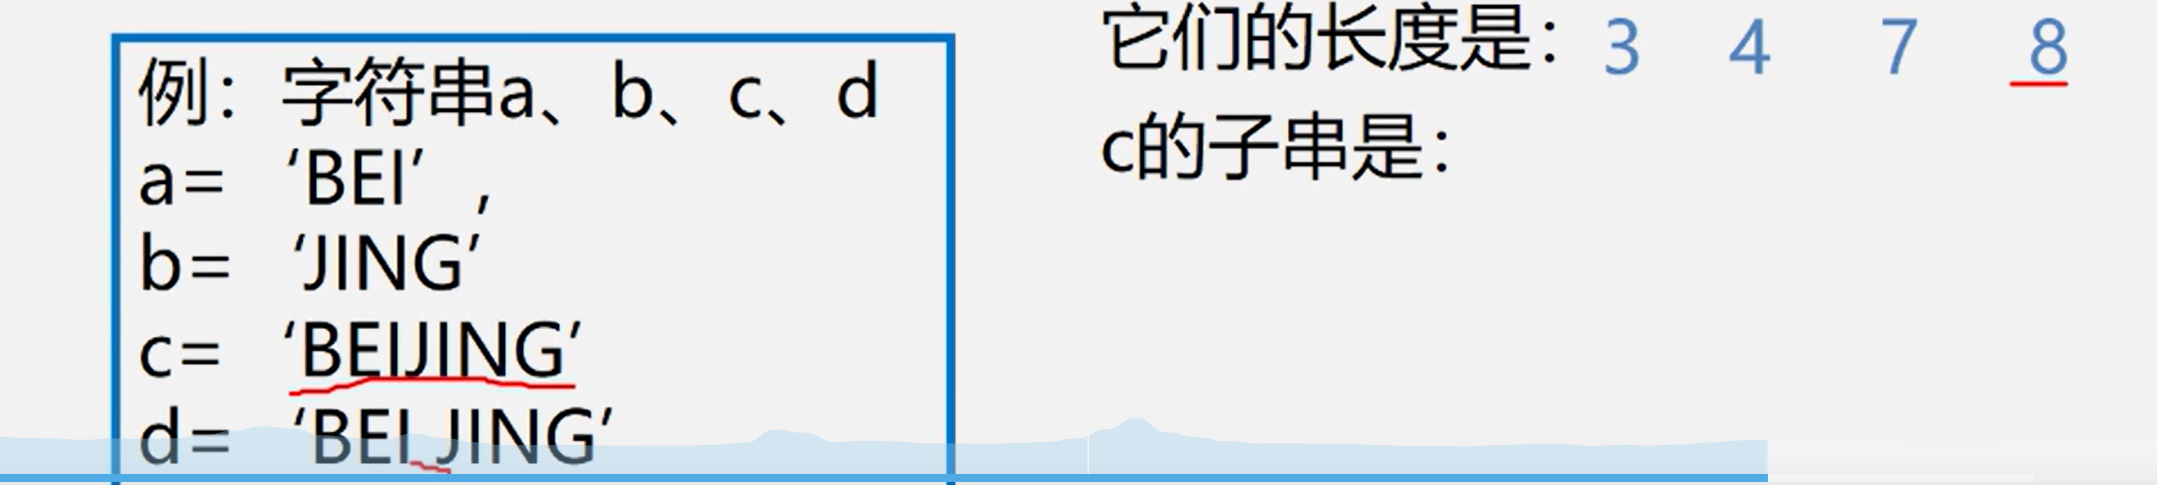 例：字符串a、b、c、d
a= ‘BEI’ ,
b= ‘JING’
c= ‘BEIJING’
d= ‘BEI JING’
它们的长度是：3 4 7 8
c的子串是：